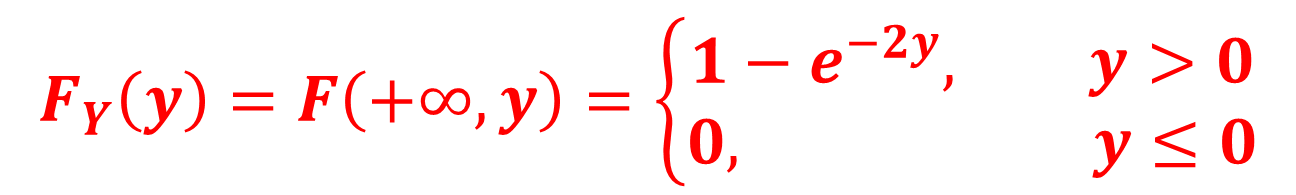 F_Y(y) = F(+∞, y) = { 1 − e^{−2y}, y > 0
0, y ≤ 0